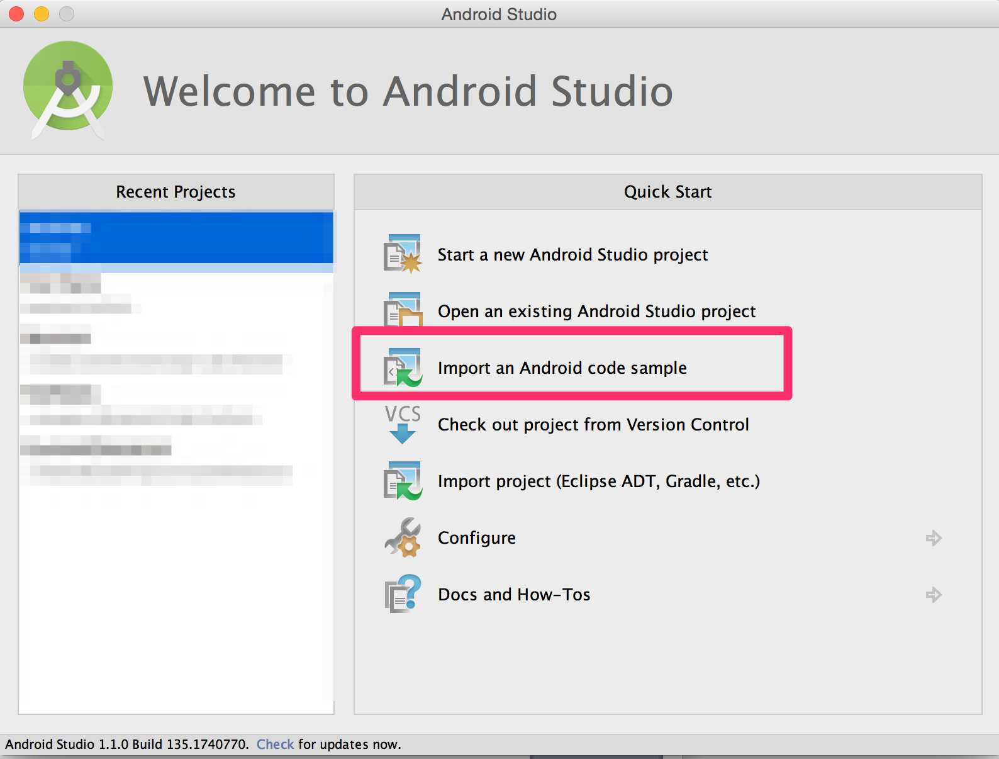 Android Studio
Welcome to Android Studio
Recent Projects
Quick Start
Start a new Android Studio project
Open an existing Android Studio project
Import an Android code sample
VCS
Check out project from Version Control
Import project (Eclipse ADT, Gradle, etc.)
Configure
Docs and How-Tos
Android Studio 1.1.0 Build 135.1740770. Check for updates now.